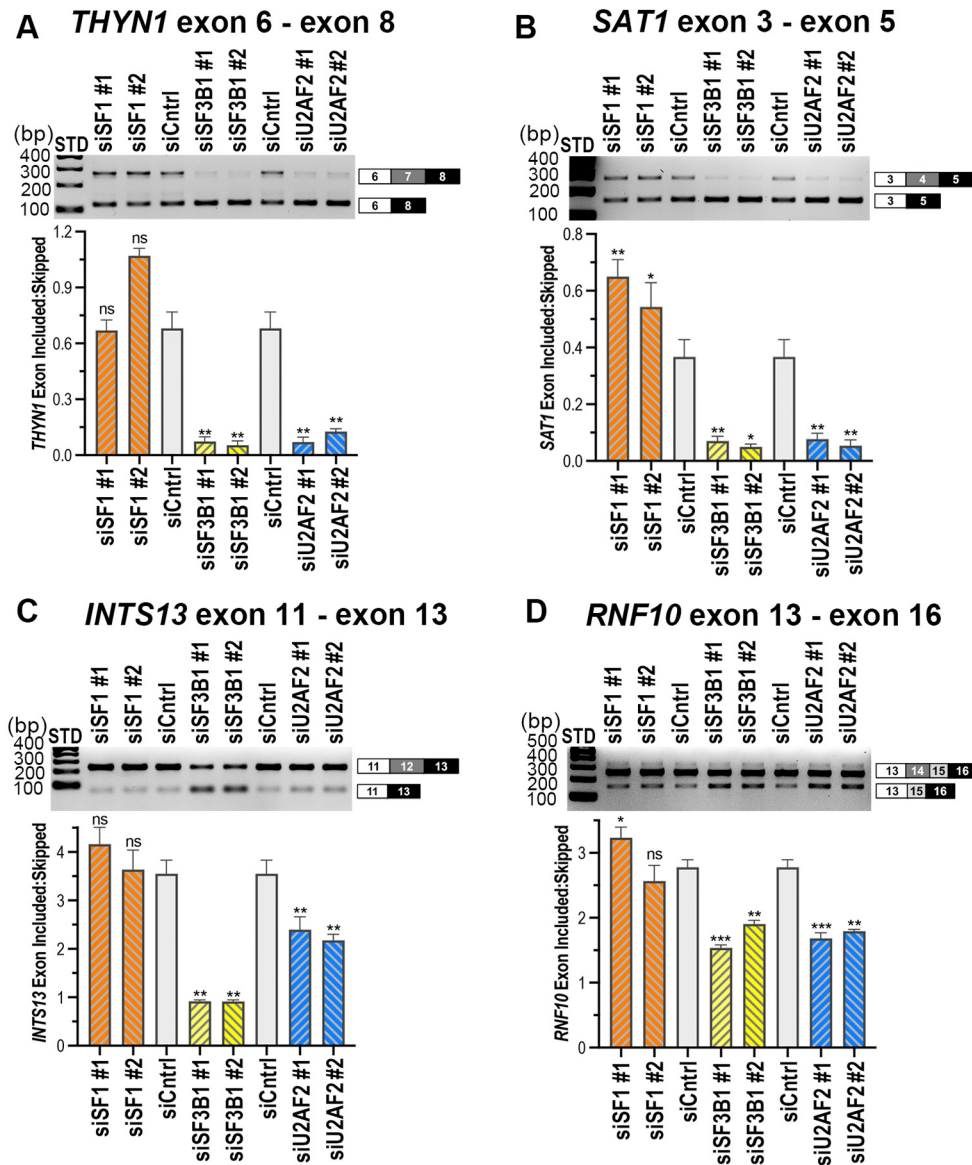 A THYN1 exon 6 - exon 8
siSF1 #1 siSF1 #2 siCntrl siSF3B1 #1 siSF3B1 #2 siCntrl siU2AF2 #1 siU2AF2 #2
(bp) STD
400
300
200
100
6 7 8
6 8
THYN1 Exon Included:Skipped
1.2
0.9
0.6
0.3
0.0
ns ns ** ** ** **
siSF1 #1 siSF1 #2 siCntrl siSF3B1 #1 siSF3B1 #2 siCntrl siU2AF2 #1 siU2AF2 #2
B SAT1 exon 3 - exon 5
siSF1 #1 siSF1 #2 siCntrl siSF3B1 #1 siSF3B1 #2 siCntrl siU2AF2 #1 siU2AF2 #2
(bp) STD
400
300
200
100
3 4 5
3 5
SAT1 Exon Included:Skipped
0.8
0.6
0.4
0.2
0.0
** * ** * ** **
siSF1 #1 siSF1 #2 siCntrl siSF3B1 #1 siSF3B1 #2 siCntrl siU2AF2 #1 siU2AF2 #2
C INTS13 exon 11 - exon 13
siSF1 #1 siSF1 #2 siCntrl siSF3B1 #1 siSF3B1 #2 siCntrl siU2AF2 #1 siU2AF2 #2
(bp) STD
400
300
200
100
11 12 13
11 13
INTS13 Exon Included:Skipped
4
3
2
1
0
ns ns ** ** ** **
siSF1 #1 siSF1 #2 siCntrl siSF3B1 #1 siSF3B1 #2 siCntrl siU2AF2 #1 siU2AF2 #2
D RNF10 exon 13 - exon 16
siSF1 #1 siSF1 #2 siCntrl siSF3B1 #1 siSF3B1 #2 siCntrl siU2AF2 #1 siU2AF2 #2
(bp) STD
500
400
300
200
100
13 14 15 16
13 15 16
RNF10 Exon Included:Skipped
3
2
1
0
* ns *** ** *** **
siSF1 #1 siSF1 #2 siCntrl siSF3B1 #1 siSF3B1 #2 siCntrl siU2AF2 #1 siU2AF2 #2